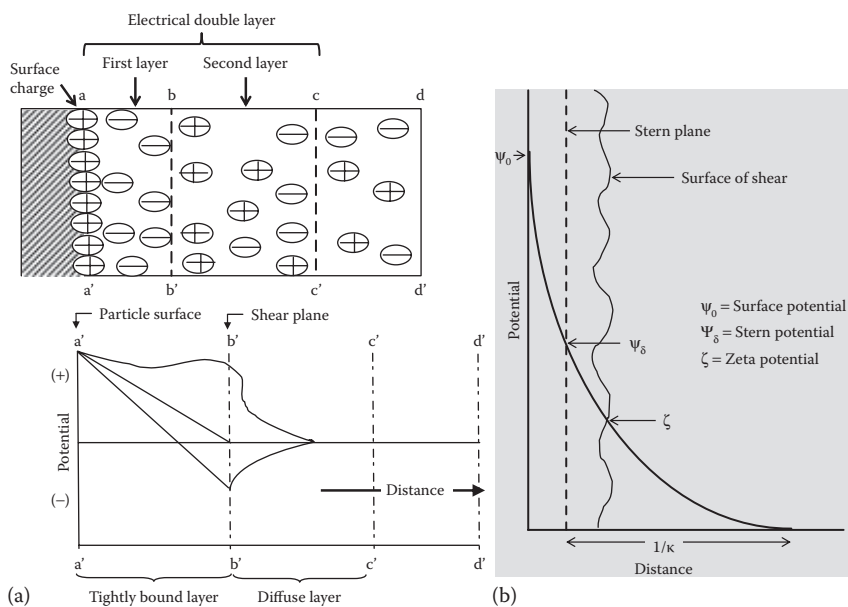 Electrical double layer
First layer
Second layer
Surface charge
a
b
c
d
a'
b'
c'
d'
Particle surface
Shear plane
a'
b'
c'
d'
(+)
Potential
(−)
Distance
a'
b'
c'
d'
Tightly bound layer
Diffuse layer
(a)
Stern plane
ψ₀
Surface of shear
Potential
ψ₀ = Surface potential
Ψδ = Stern potential
ζ = Zeta potential
ψδ
ζ
1/κ
Distance
(b)